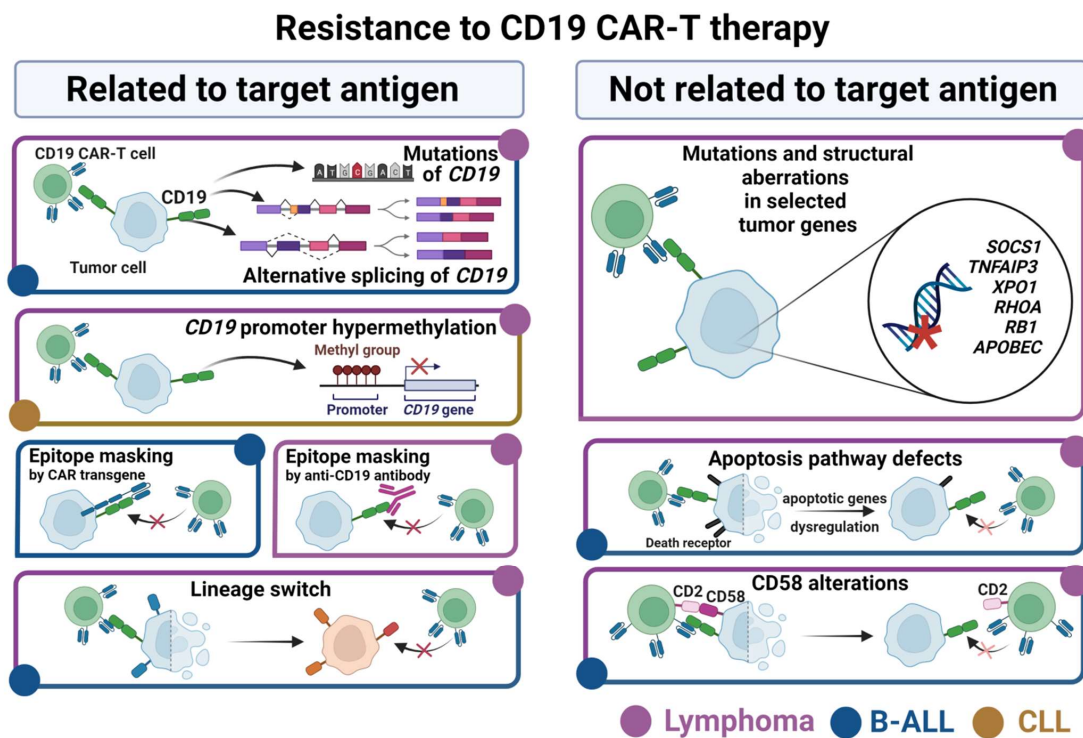 Resistance to CD19 CAR-T therapy
Related to target antigen
CD19 CAR-T cell
CD19
Tumor cell
Mutations
of CD19
A T G C G A C T
Alternative splicing of CD19
CD19 promoter hypermethylation
Methyl group
Promoter
CD19 gene
Epitope masking
by CAR transgene
Epitope masking
by anti-CD19 antibody
Lineage switch
Not related to target antigen
Mutations and structural
aberrations
in selected
tumor genes
SOCS1
TNFAIP3
XPO1
RHOA
RB1
APOBEC
Apoptosis pathway defects
apoptotic genes
dysregulation
Death receptor
CD58 alterations
CD2
CD58
CD2
Lymphoma
B-ALL
CLL